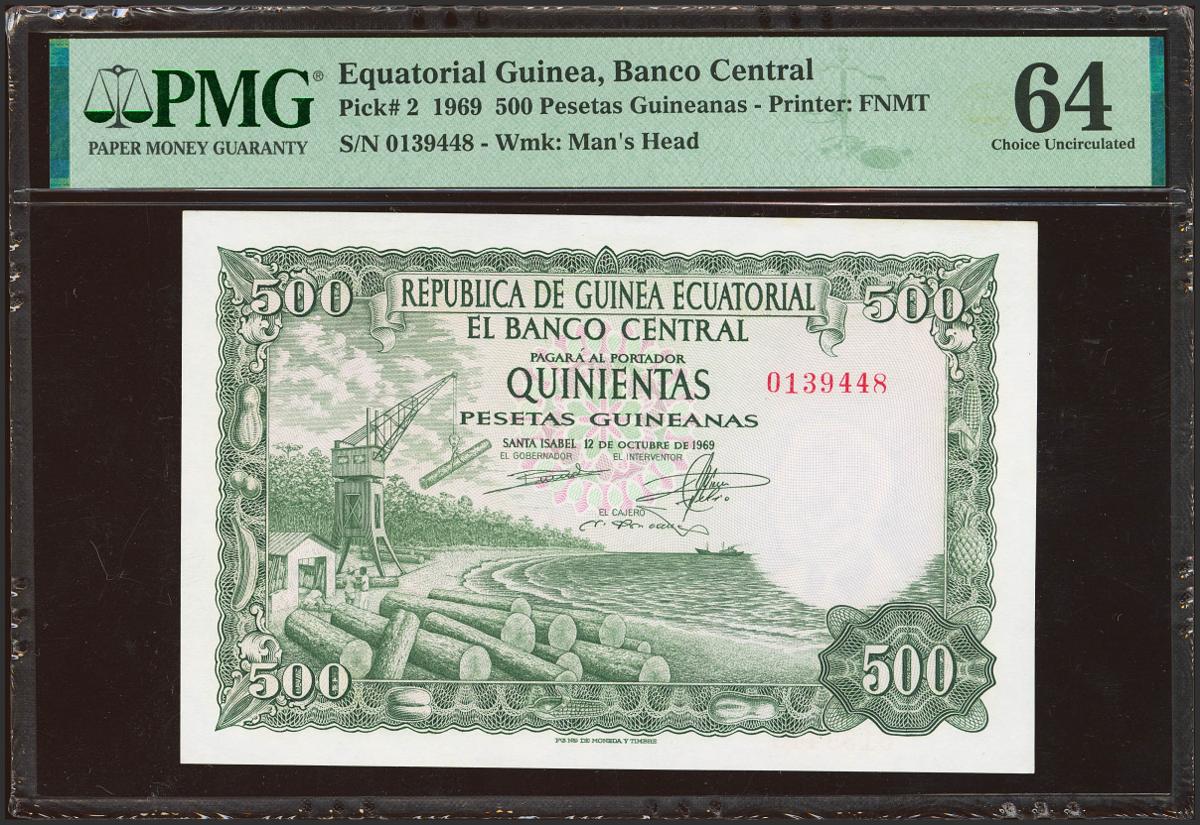 PMG®
PAPER MONEY GUARANTY
Equatorial Guinea, Banco Central
Pick# 2 1969 500 Pesetas Guineanas - Printer: FNMT
S/N 0139448 - Wmk: Man's Head
64
Choice Uncirculated
500
REPUBLICA DE GUINEA ECUATORIAL
500
EL BANCO CENTRAL
PAGARÁ AL PORTADOR
QUINIENTAS
0139448
PESETAS GUINEANAS
SANTA ISABEL 12 DE OCTUBRE DE 1969
EL GOBERNADOR EL INTERVENTOR
EL CAJERO
500
500
DE MONEDA Y TIMBRE